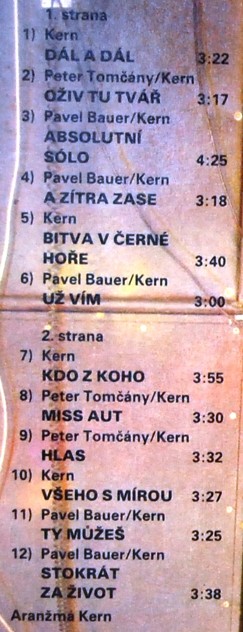 1. strana
1) Kern
DÁL A DÁL 3:22
2) Peter Tomčány/Kern
OŽIV TU TVÁŘ 3:17
3) Pavel Bauer/Kern
ABSOLUTNÍ
SÓLO 4:25
4) Pavel Bauer/Kern
A ZÍTRA ZASE 3:18
5) Kern
BITVA V ČERNÉ
HOŘE 3:40
6) Pavel Bauer/Kern
UŽ VÍM 3:00
2. strana
7) Kern
KDO Z KOHO 3:55
8) Peter Tomčány/Kern
MISS AUT 3:30
9) Peter Tomčány/Kern
HLAS 3:32
10) Kern
VŠEHO S MÍROU 3:27
11) Pavel Bauer/Kern
TY MŮŽEŠ 3:25
12) Pavel Bauer/Kern
STOKRÁT
ZA ŽIVOT 3:38
Aranžmá Kern